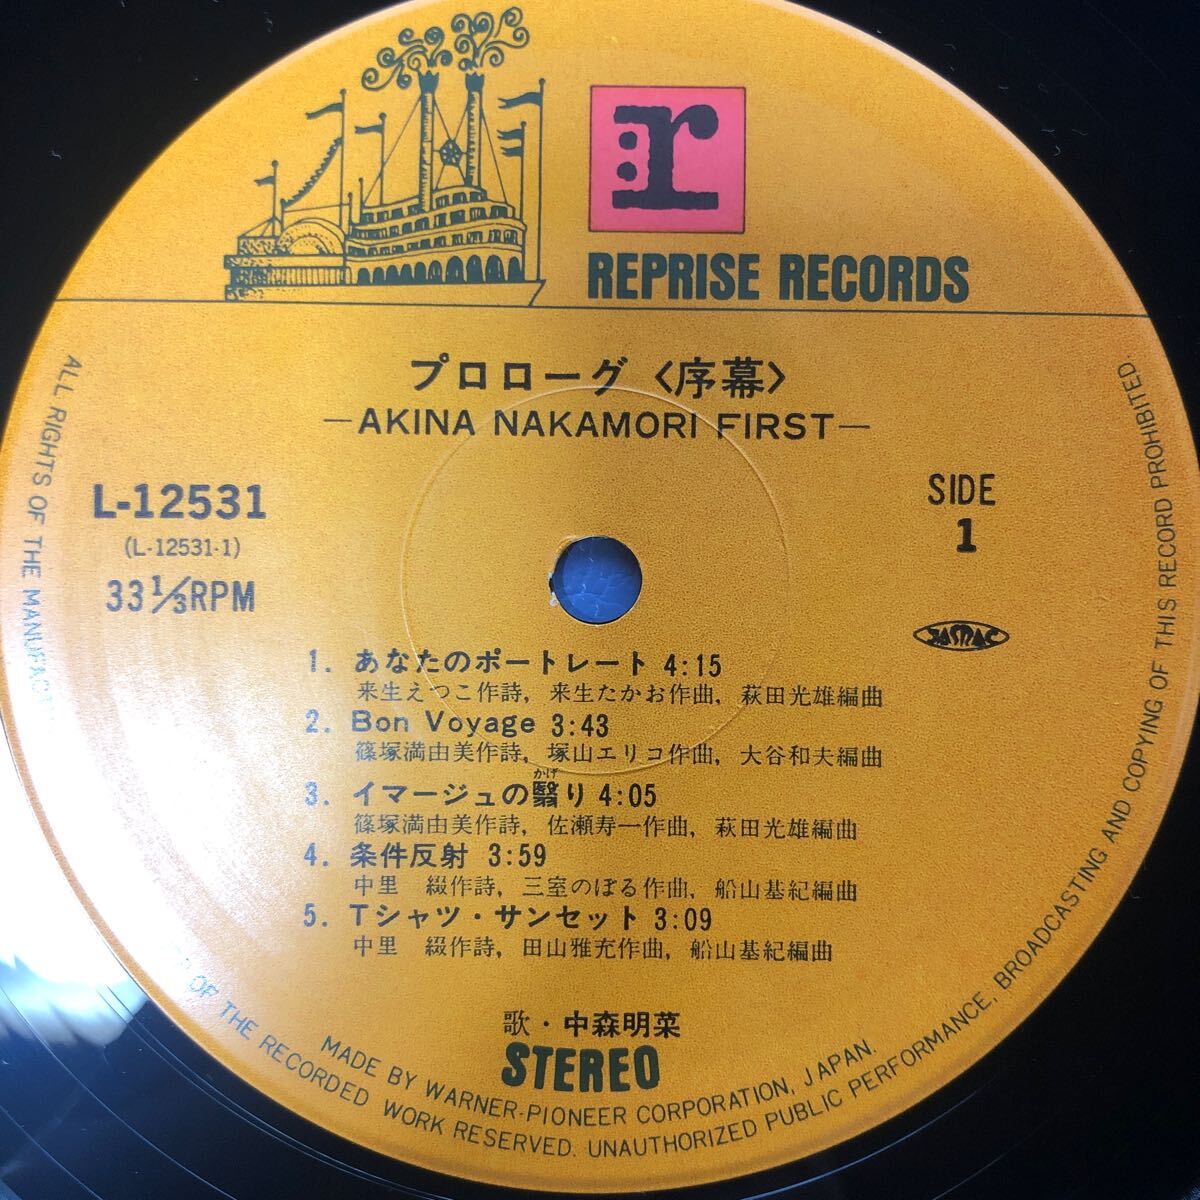 r
REPRISE RECORDS
プロローグ〈序幕〉
—AKINA NAKAMORI FIRST—
L-12531
(L-12531-1)
33 1/3 RPM
SIDE
1
JASRAC
1. あなたのポートレート 4:15
来生えつこ作詩, 来生たかお作曲, 萩田光雄編曲
2. Bon Voyage 3:43
篠塚満由美作詩, 塚山エリコ作曲, 大谷和夫編曲
かげ
3. イマージュの翳り 4:05
篠塚満由美作詩, 佐瀬寿一作曲, 萩田光雄編曲
4. 条件反射 3:59
中里 綴作詩, 三室のぼる作曲, 船山基紀編曲
5. Tシャツ・サンセット 3:09
中里 綴作詩, 田山雅充作曲, 船山基紀編曲
歌・中森明菜
STEREO
MADE BY WARNER-PIONEER CORPORATION, JAPAN.
ALL RIGHTS OF THE OF THE RECORDED WORK RESERVED. UNAUTHORIZED PUBLIC PERFORMANCE, BROADCASTING AND COPYING OF THIS RECORD PROHIBITED.